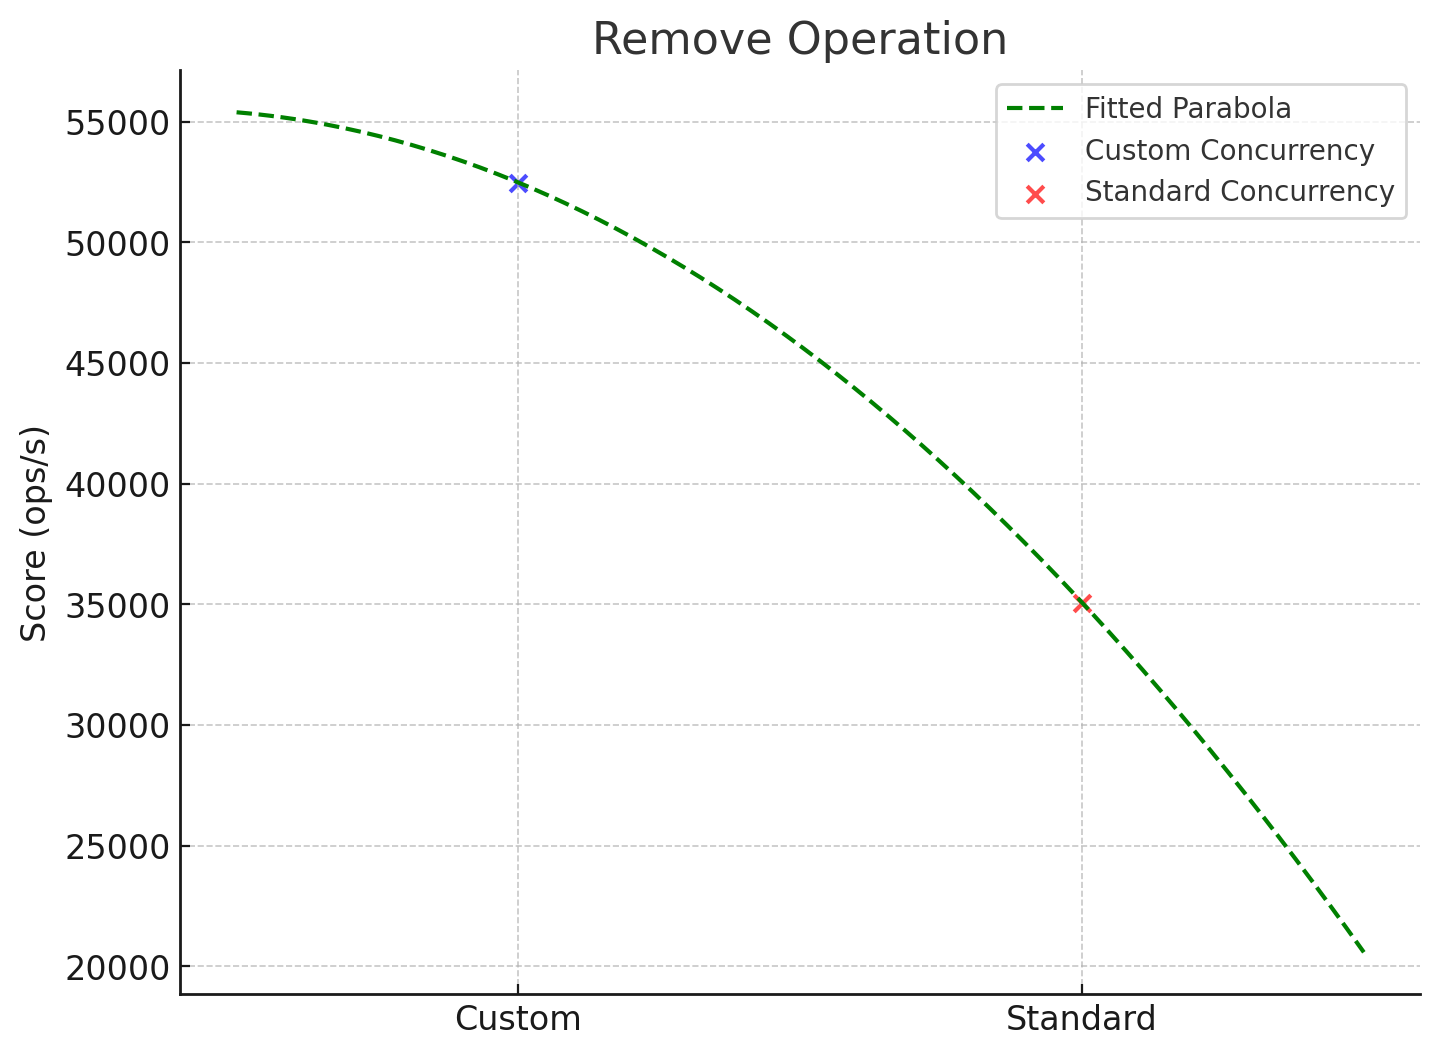 Remove Operation
Fitted Parabola
Custom Concurrency
Standard Concurrency
Score (ops/s)
55000
50000
45000
40000
35000
30000
25000
20000
Custom
Standard